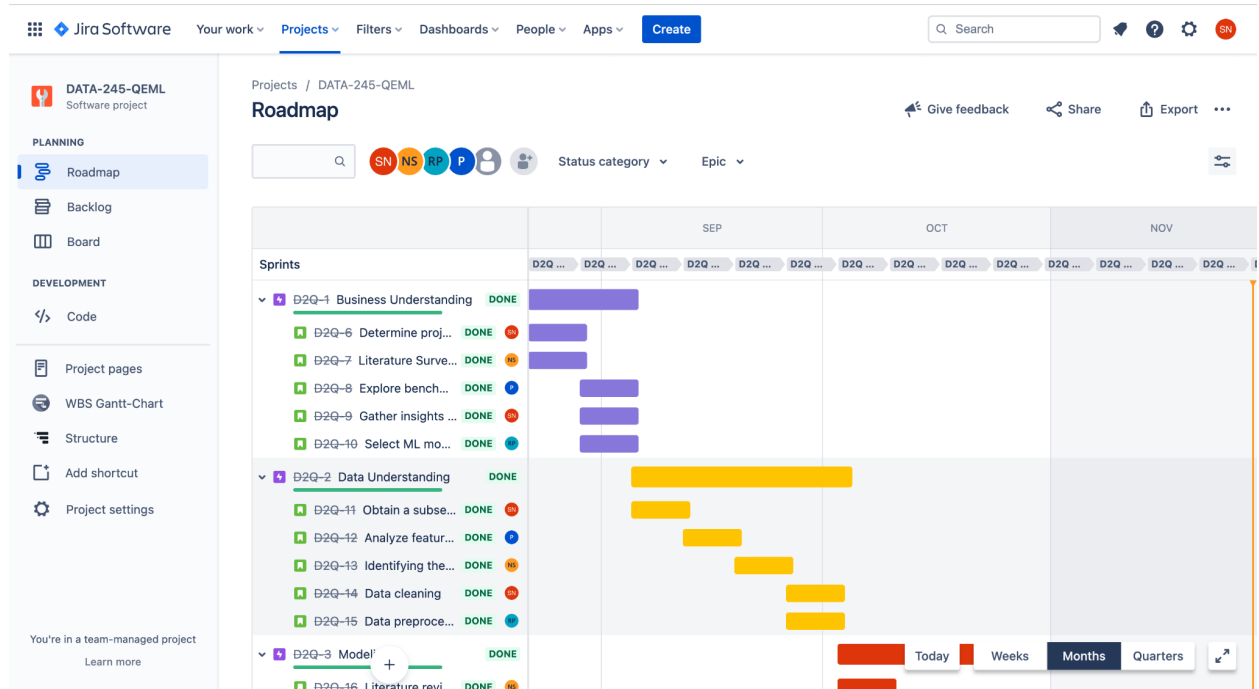 Jira Software Your work Projects Filters Dashboards People Apps Create Search SN
DATA-245-QEML
Software project
PLANNING
Roadmap
Backlog
Board
DEVELOPMENT
Code
Project pages
WBS Gantt-Chart
Structure
Add shortcut
Project settings
You're in a team-managed project
Learn more
Projects / DATA-245-QEML
Roadmap
Give feedback Share Export
SN NS RP P Status category Epic
SEP OCT NOV
Sprints D2Q ... D2Q ... D2Q ... D2Q ... D2Q ... D2Q ... D2Q ... D2Q ... D2Q ... D2Q ... D2Q ... D2Q ... D2Q ... D2Q ...
D2Q-1 Business Understanding DONE
D2Q-6 Determine proj... DONE SN
D2Q-7 Literature Surve... DONE NS
D2Q-8 Explore bench... DONE P
D2Q-9 Gather insights ... DONE SN
D2Q-10 Select ML mo... DONE RP
D2Q-2 Data Understanding DONE
D2Q-11 Obtain a subse... DONE SN
D2Q-12 Analyze featur... DONE P
D2Q-13 Identifying the... DONE NS
D2Q-14 Data cleaning DONE SN
D2Q-15 Data preproce... DONE RP
D2Q-3 Modeli DONE
Today Weeks Months Quarters
D2Q-16 Literature revi... DONE NS